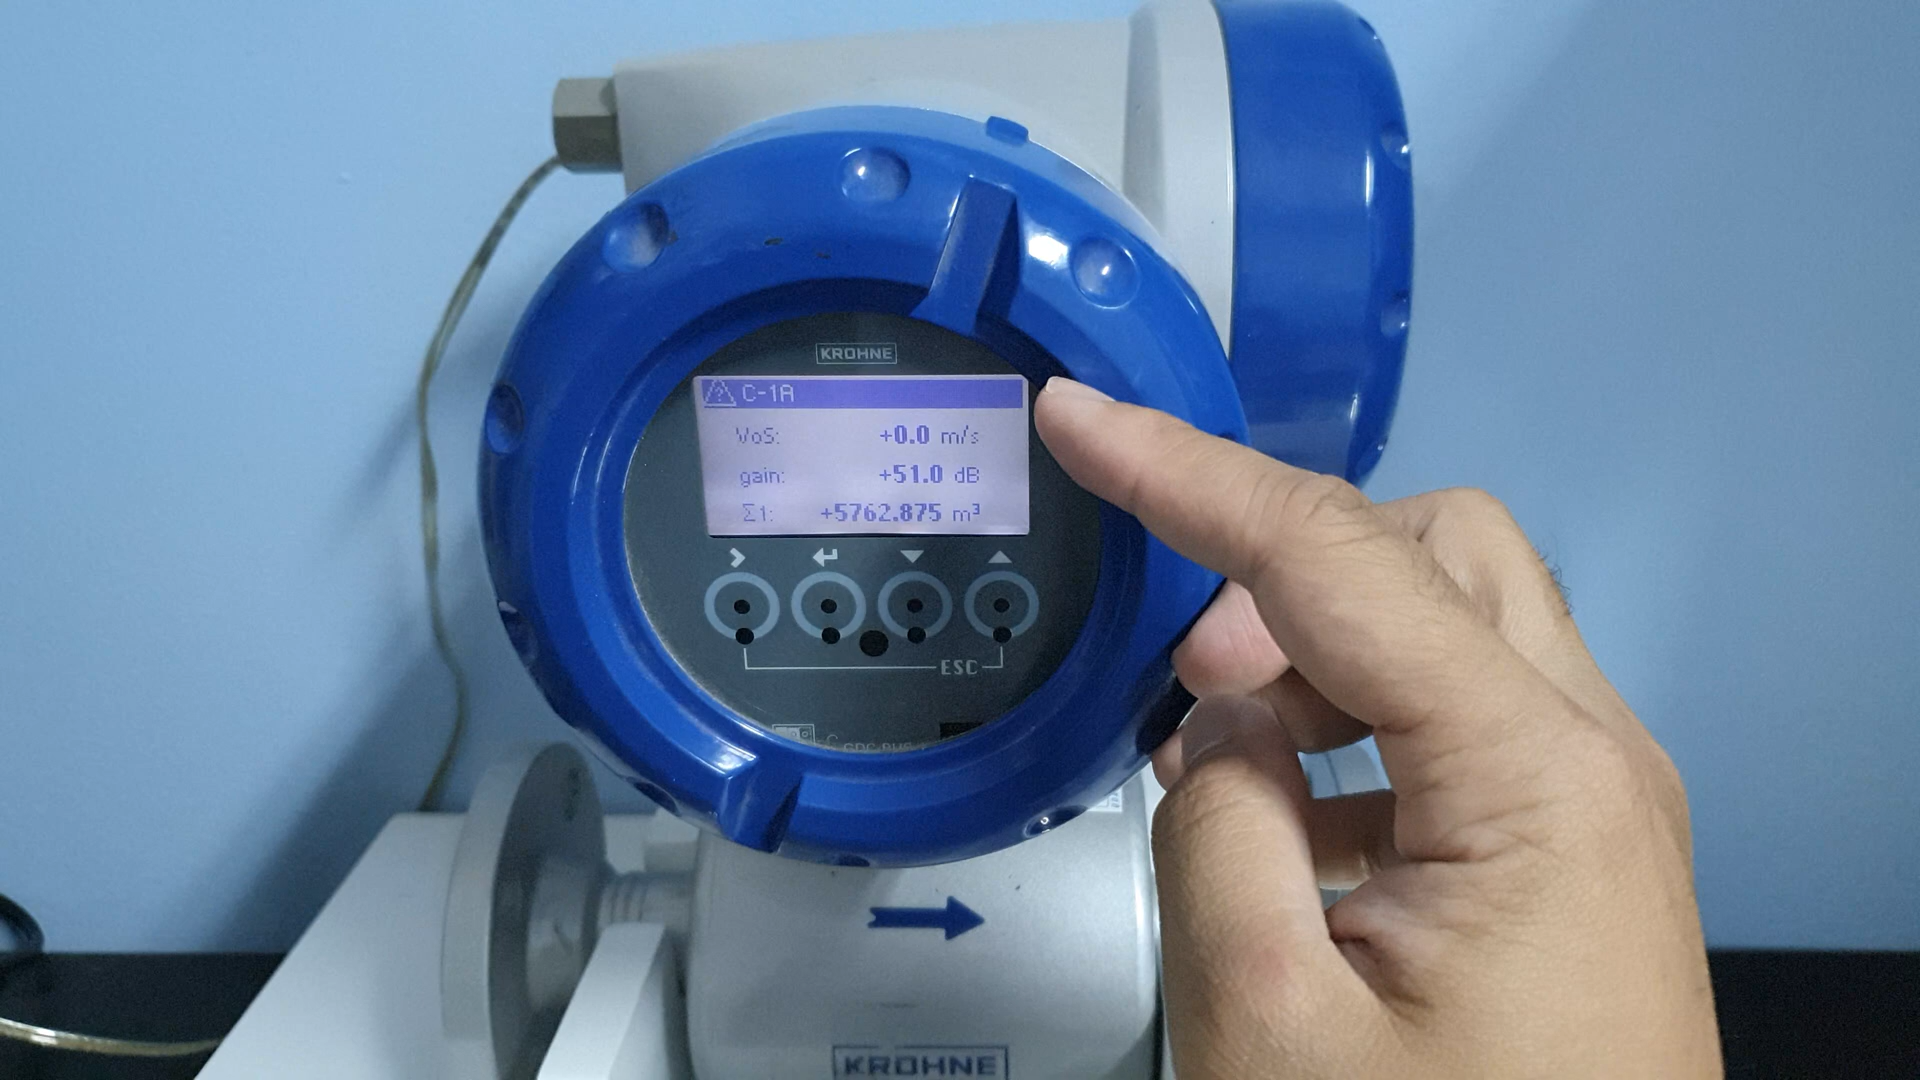 KROHNE
C-1A
VoS: +0.0 m/s
gain: +51.0 dB
Σ1: +5762.875 m³
ESC
KROHNE